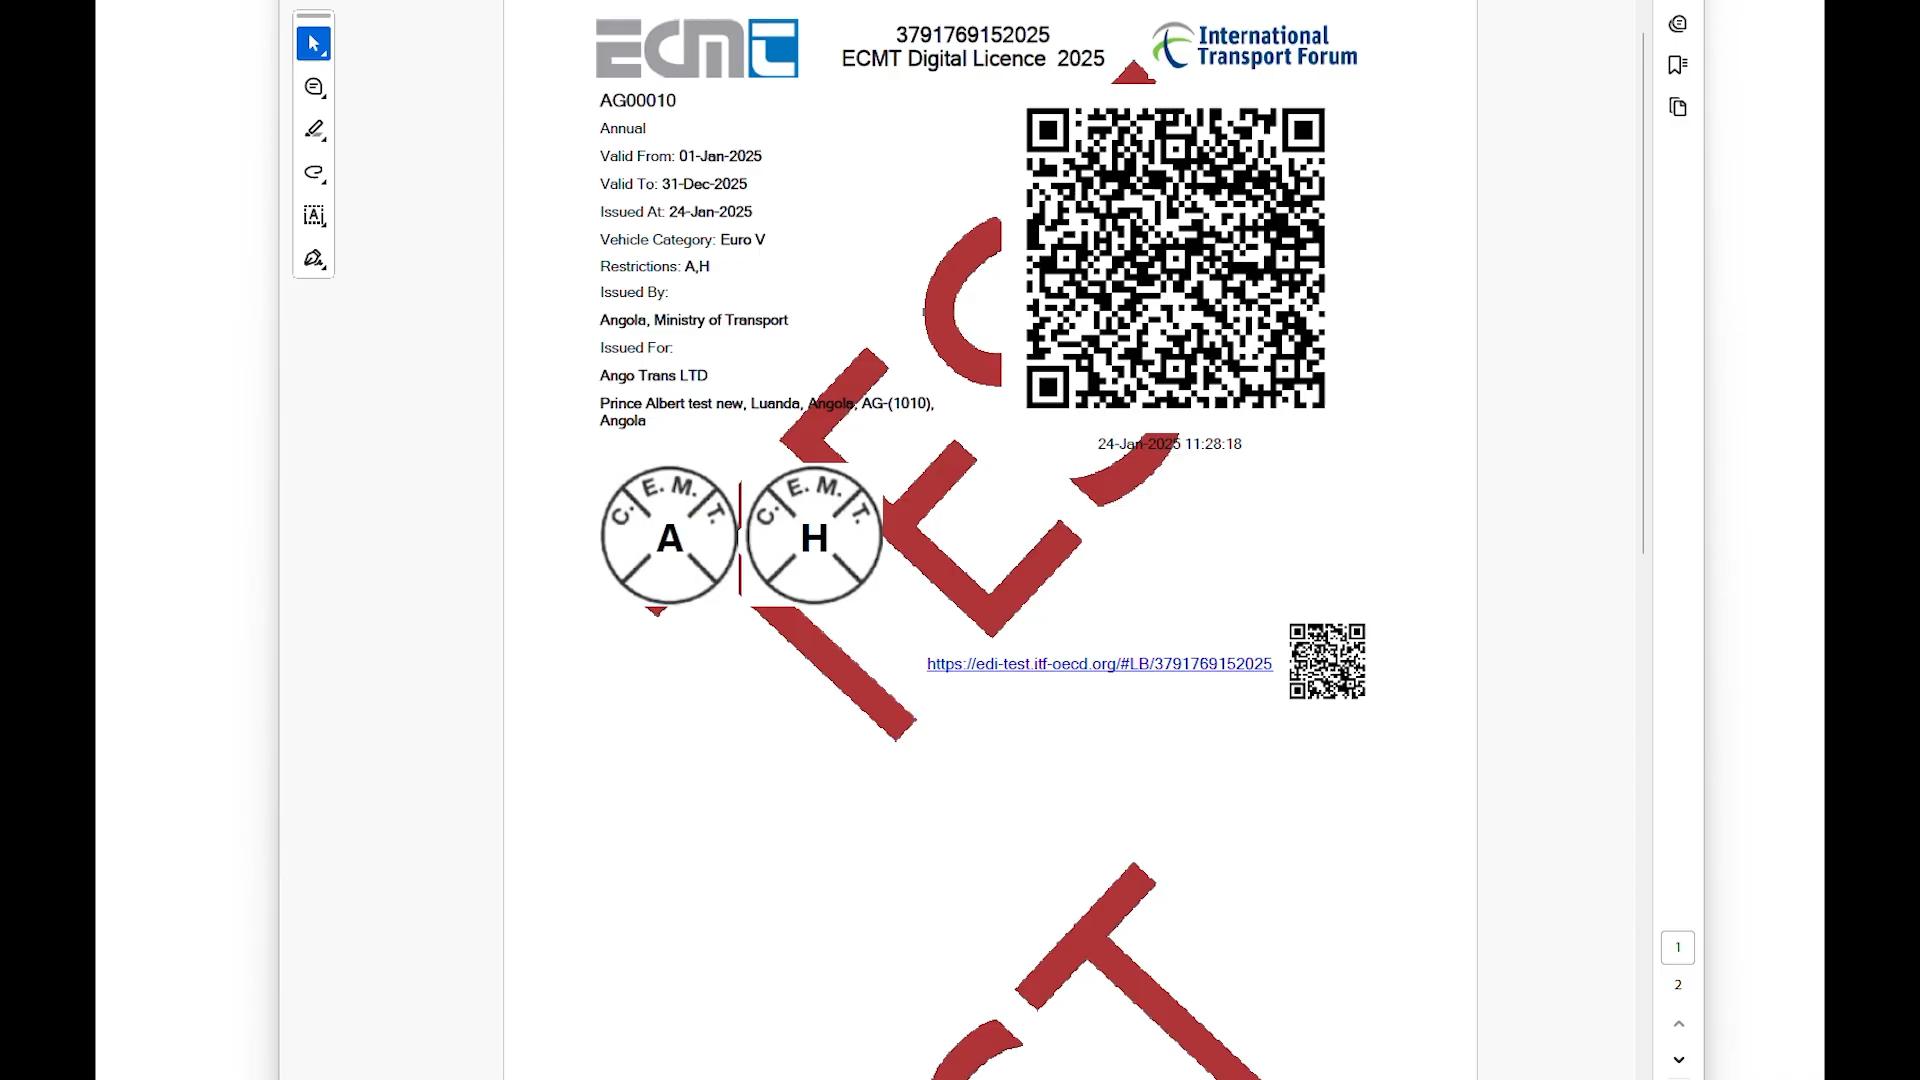 ECMT
3791769152025
ECMT Digital Licence 2025
International
Transport Forum
AG00010
Annual
Valid From: 01-Jan-2025
Valid To: 31-Dec-2025
Issued At: 24-Jan-2025
Vehicle Category: Euro V
Restrictions: A,H
Issued By:
Angola, Ministry of Transport
Issued For:
Ango Trans LTD
Prince Albert test new, Luanda, Angola, AG-(1010),
Angola
24-Jan-2025 11:28:18
C. E. M. T.
A
C. E. M. T.
H
https://edi-test.itf-oecd.org/#LB/3791769152025
TEST
1
2